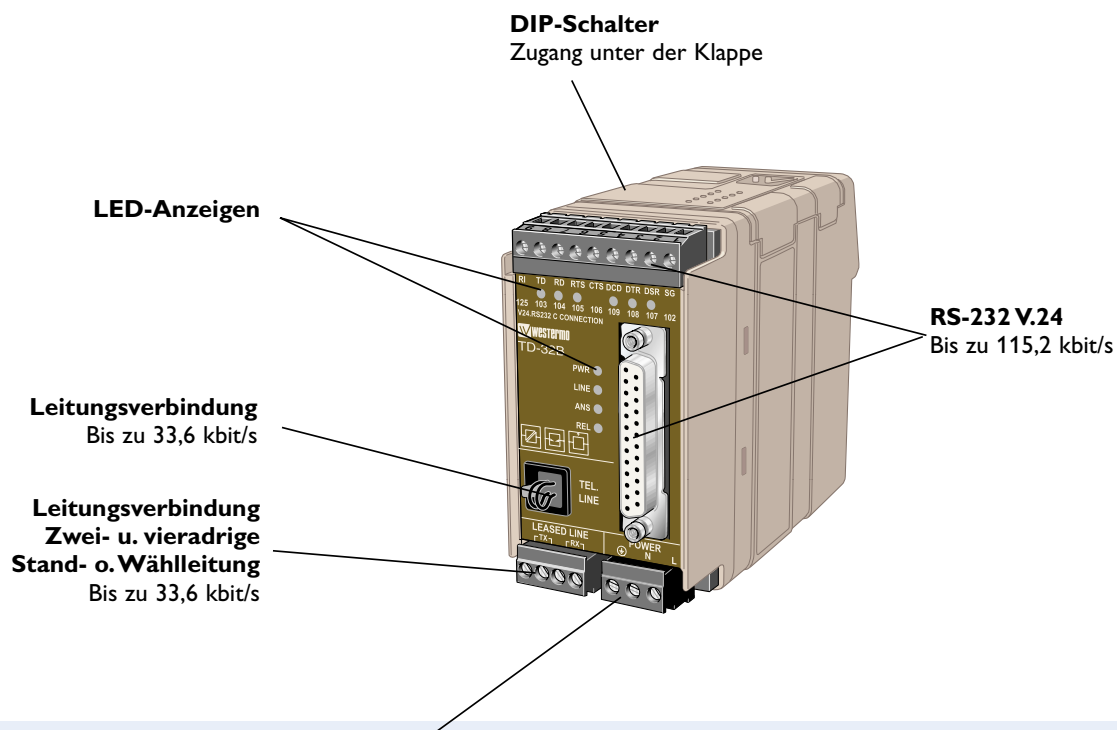 DIP-Schalter
Zugang unter der Klappe
LED-Anzeigen
RI TD RD RTS CTS DCD DTR DSR SG
125 103 104 105 106 109 108 107 102
V24.RS232 C CONNECTION
westermo
TD-32B
PWR
LINE
ANS
REL
TEL.
LINE
LEASED LINE
TX RX
POWER
N L
RS-232 V.24
Bis zu 115,2 kbit/s
Leitungsverbindung
Bis zu 33,6 kbit/s
Leitungsverbindung
Zwei- u. vieradrige
Stand- o. Wählleitung
Bis zu 33,6 kbit/s